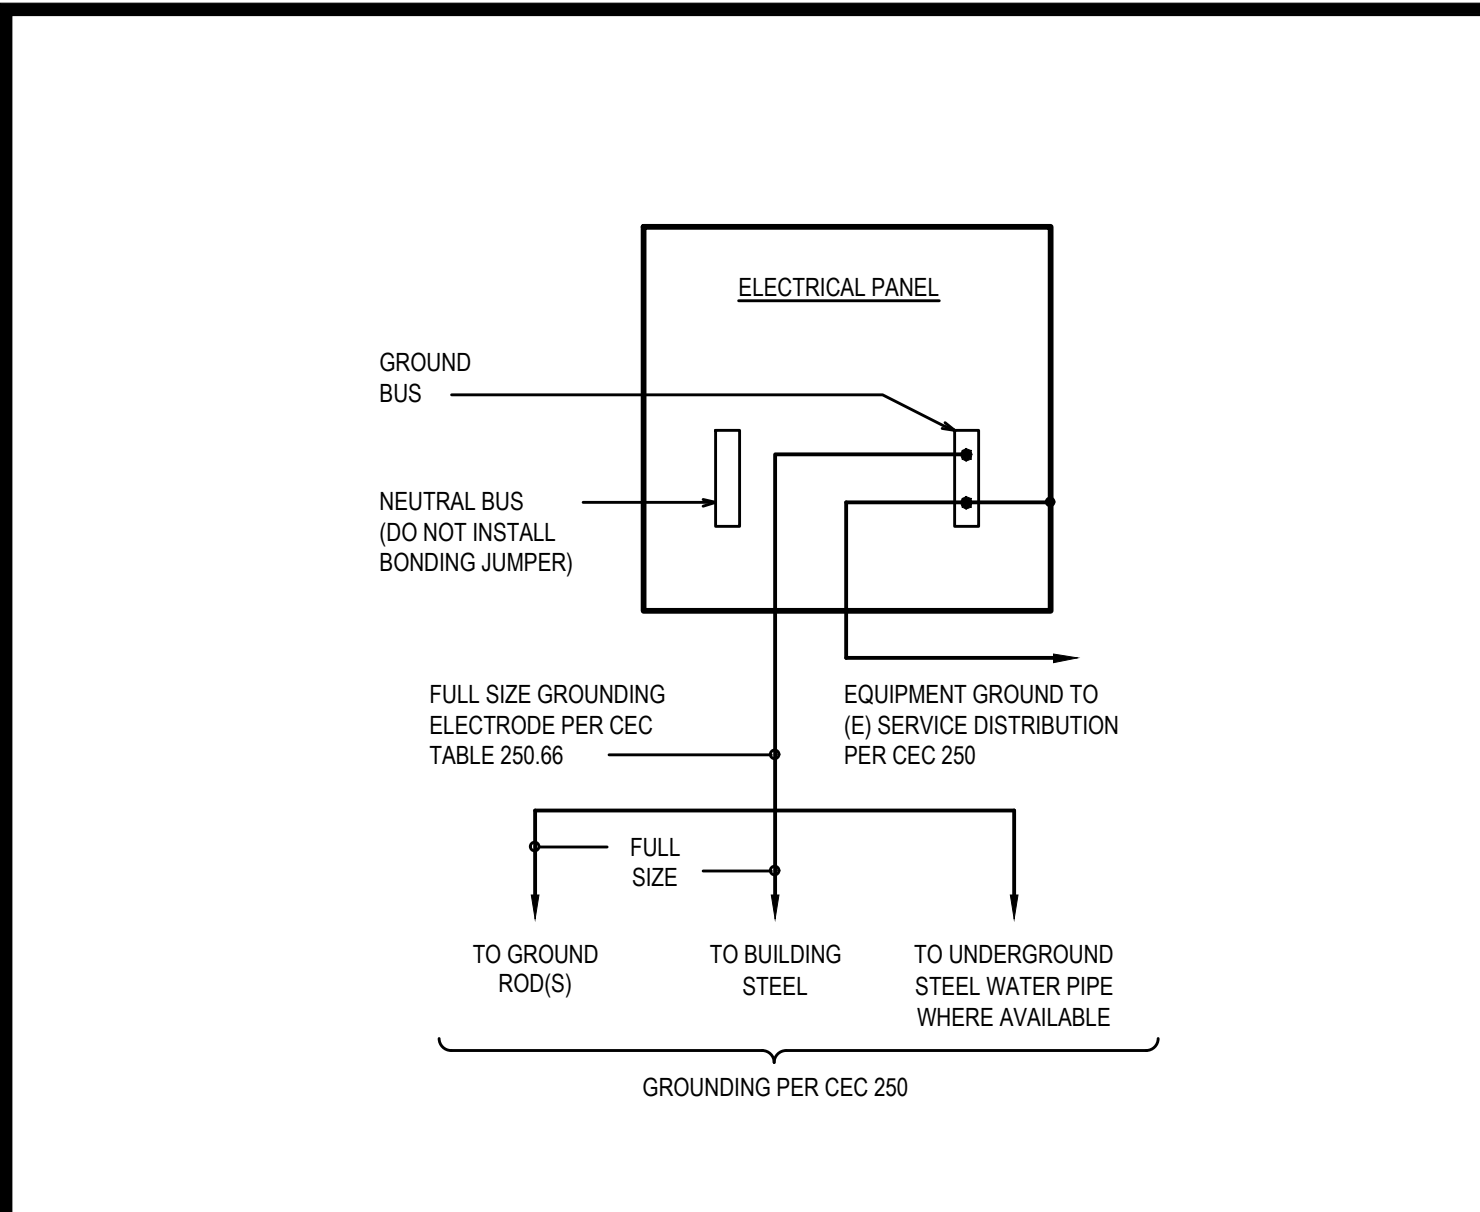 ELECTRICAL PANEL
GROUND
BUS
NEUTRAL BUS
(DO NOT INSTALL
BONDING JUMPER)
FULL SIZE GROUNDING
ELECTRODE PER CEC
TABLE 250.66
EQUIPMENT GROUND TO
(E) SERVICE DISTRIBUTION
PER CEC 250
FULL
SIZE
TO GROUND
ROD(S)
TO BUILDING
STEEL
TO UNDERGROUND
STEEL WATER PIPE
WHERE AVAILABLE
GROUNDING PER CEC 250